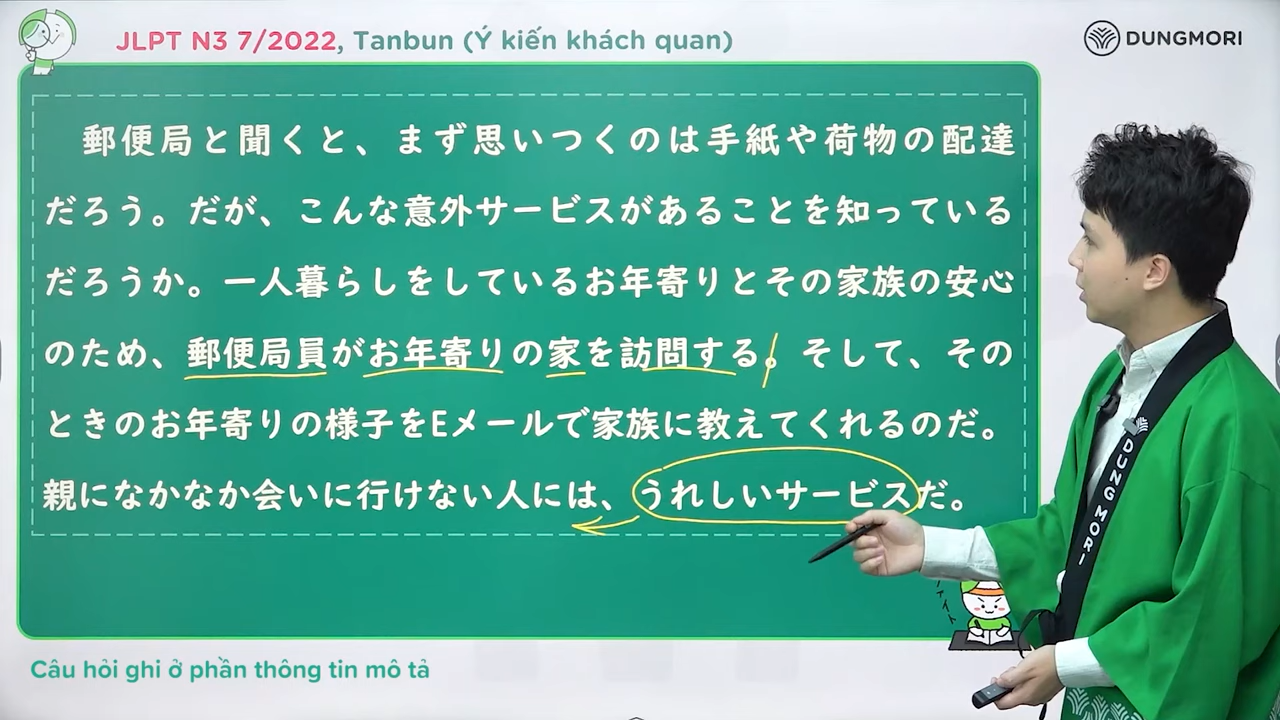 JLPT N3 7/2022, Tanbun (Ý kiến khách quan)
DUNGMORI
郵便局と聞くと、まず思いつくのは手紙や荷物の配達
だろう。だが、こんな意外サービスがあることを知っている
だろうか。一人暮らしをしているお年寄りとその家族の安心
のため、郵便局員がお年寄りの家を訪問する。そして、その
ときのお年寄りの様子をEメールで家族に教えてくれるのだ。
親になかなか会いに行けない人には、うれしいサービスだ。
DUNGMORI
ファイト
Câu hỏi ghi ở phần thông tin mô tả